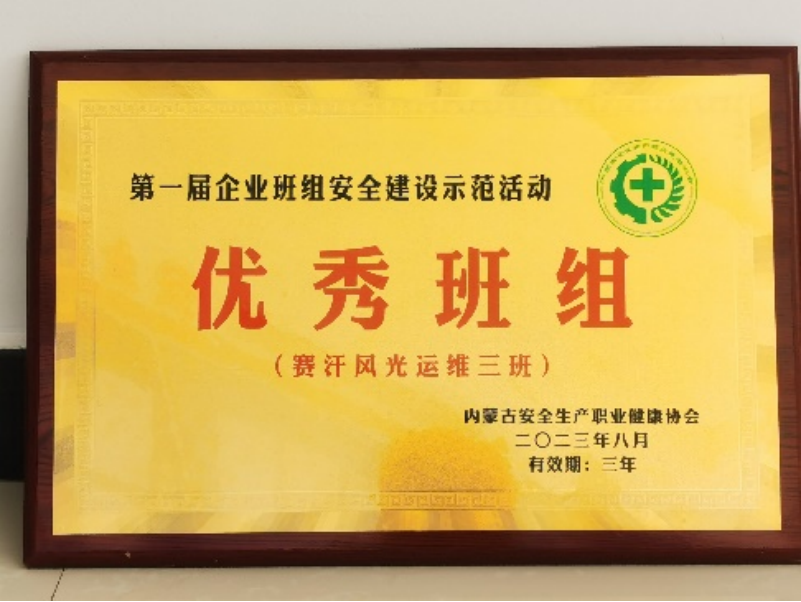 第一届企业班组安全建设示范活动
优秀班组
（赛汗风光运维三班）
内蒙古安全生产职业健康协会
二〇二三年八月
有效期：三年